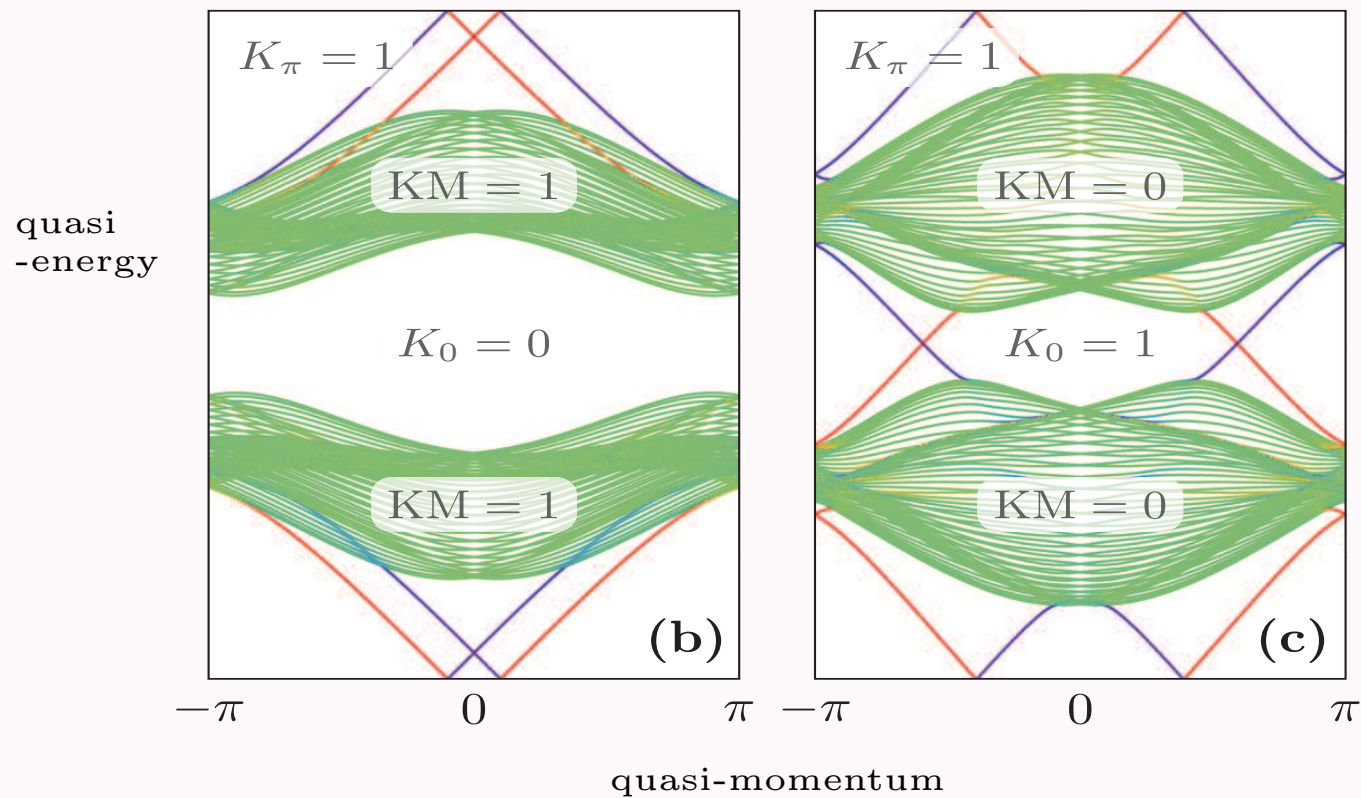 K_π = 1
KM = 1
K_0 = 0
KM = 1
(b)
−π
0
π
K_π = 1
KM = 0
K_0 = 1
KM = 0
(c)
−π
0
π
quasi
-energy
quasi-momentum